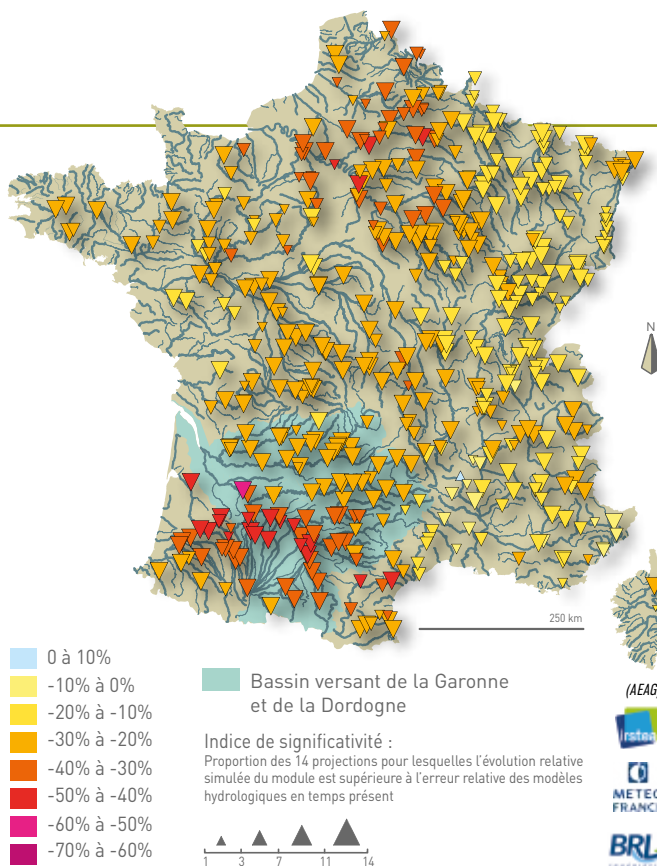 N
250 km
0 à 10%
-10% à 0%
-20% à -10%
-30% à -20%
-40% à -30%
-50% à -40%
-60% à -50%
-70% à -60%
Bassin versant de la Garonne
et de la Dordogne
Indice de significativité :
Proportion des 14 projections pour lesquelles l'évolution relative
simulée du module est supérieure à l'erreur relative des modèles
hydrologiques en temps présent
1 3 7 11 14
(AEAG,
irstea
METEO
FRANCE
BRL